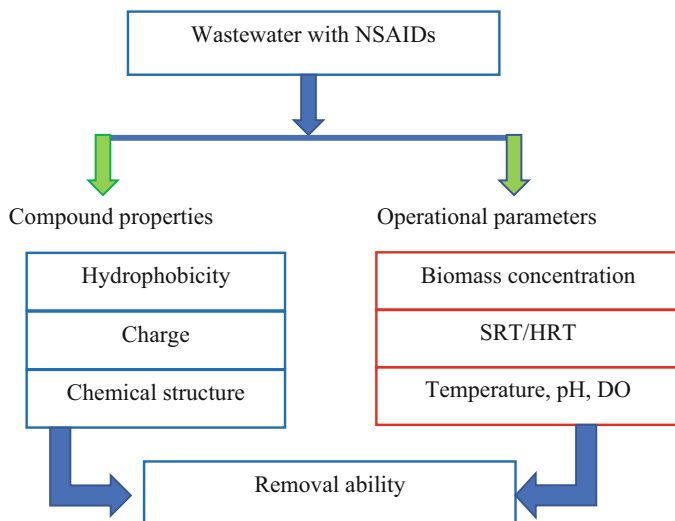 Wastewater with NSAIDs
Compound properties
Hydrophobicity
Charge
Chemical structure
Operational parameters
Biomass concentration
SRT/HRT
Temperature, pH, DO
Removal ability